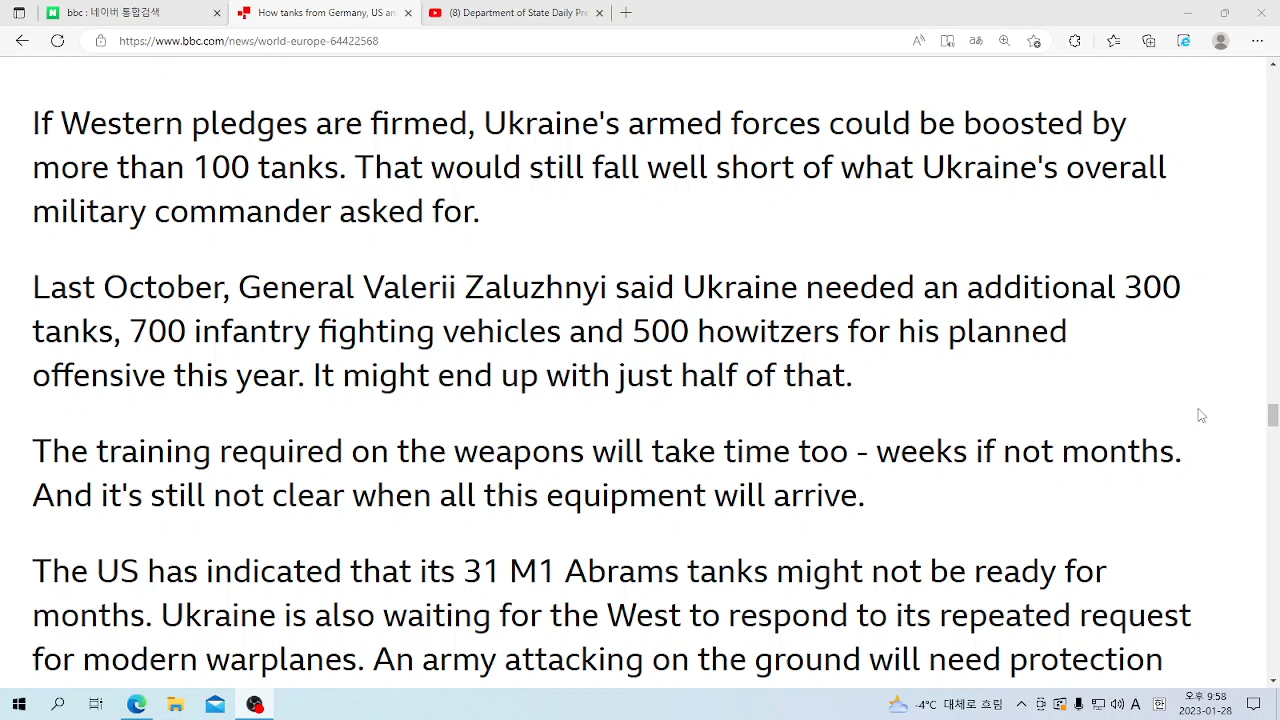 bbc : 네이버 통합검색
How tanks from Germany, US an
(8) Department of State Daily Pre
https://www.bbc.com/news/world-europe-64422568
If Western pledges are firmed, Ukraine's armed forces could be boosted by
more than 100 tanks. That would still fall well short of what Ukraine's overall
military commander asked for.
Last October, General Valerii Zaluzhnyi said Ukraine needed an additional 300
tanks, 700 infantry fighting vehicles and 500 howitzers for his planned
offensive this year. It might end up with just half of that.
The training required on the weapons will take time too - weeks if not months.
And it's still not clear when all this equipment will arrive.
The US has indicated that its 31 M1 Abrams tanks might not be ready for
months. Ukraine is also waiting for the West to respond to its repeated request
for modern warplanes. An army attacking on the ground will need protection
-4°C 대체로 흐림
A
오후 9:58
2023-01-28